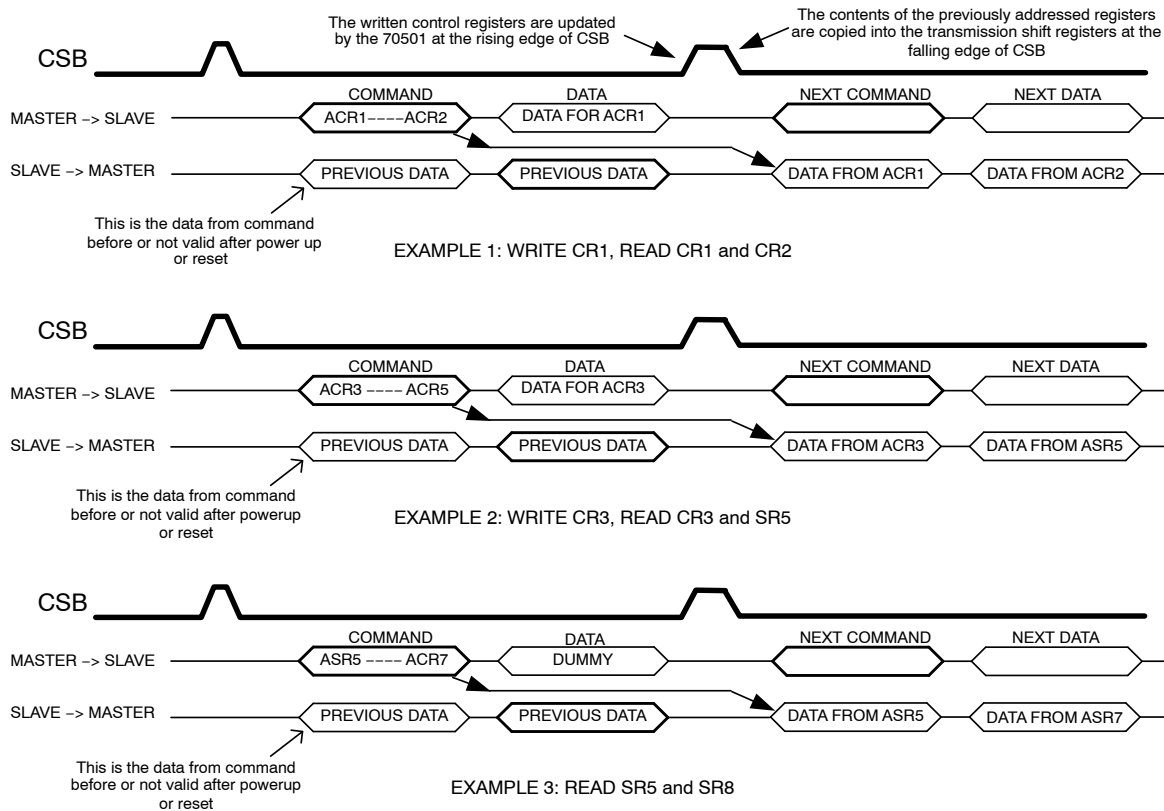 The written control registers are updated
by the 70501 at the rising edge of CSB
The contents of the previously addressed registers
are copied into the transmission shift registers at the
falling edge of CSB
CSB
COMMAND
DATA
NEXT COMMAND
NEXT DATA
MASTER −> SLAVE
ACR1−−−−ACR2
DATA FOR ACR1
SLAVE −> MASTER
PREVIOUS DATA
PREVIOUS DATA
DATA FROM ACR1
DATA FROM ACR2
This is the data from command
before or not valid after power up
or reset
EXAMPLE 1: WRITE CR1, READ CR1 and CR2
CSB
COMMAND
DATA
NEXT COMMAND
NEXT DATA
MASTER −> SLAVE
ACR3 −−−− ACR5
DATA FOR ACR3
SLAVE −> MASTER
PREVIOUS DATA
PREVIOUS DATA
DATA FROM ACR3
DATA FROM ASR5
This is the data from command
before or not valid after powerup
or reset
EXAMPLE 2: WRITE CR3, READ CR3 and SR5
CSB
COMMAND
DATA
NEXT COMMAND
NEXT DATA
MASTER −> SLAVE
ASR5 −−−− ACR7
DUMMY
SLAVE −> MASTER
PREVIOUS DATA
PREVIOUS DATA
DATA FROM ASR5
DATA FROM ASR7
This is the data from command
before or not valid after powerup
or reset
EXAMPLE 3: READ SR5 and SR8